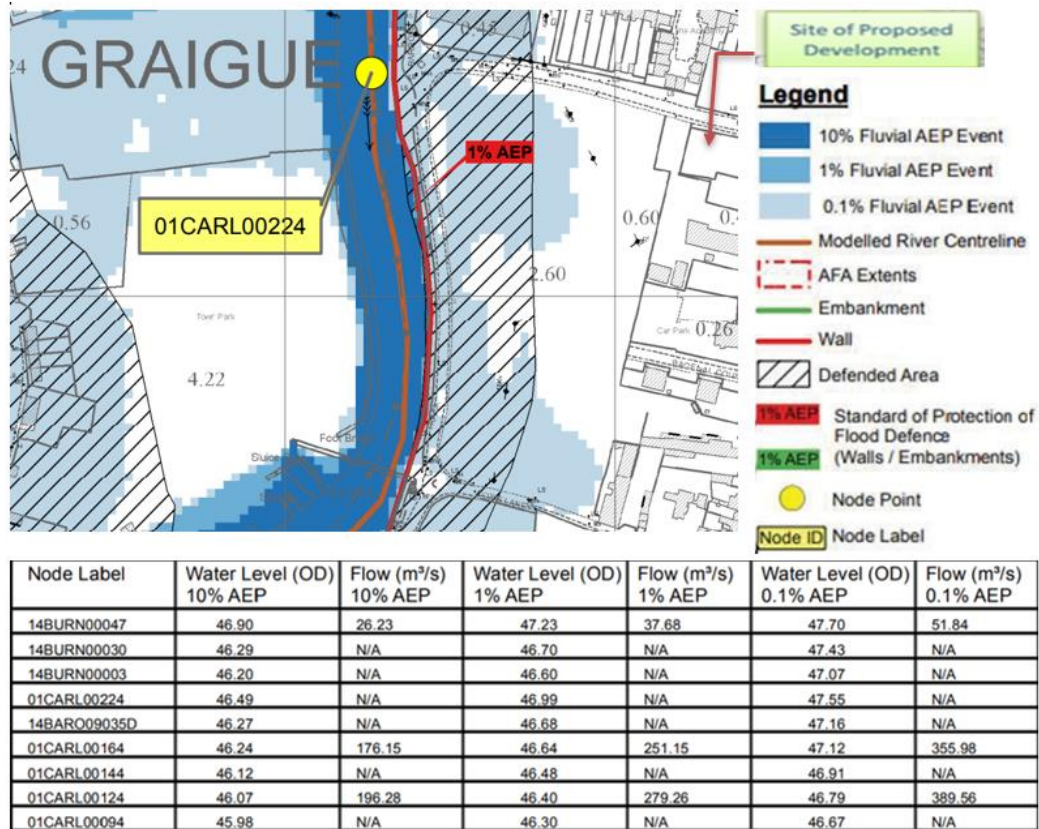 GRAIGUE
24
0.45
1% AEP
01CARL00224
0.56
0.60
2.60
Town Park
4.22
Car Park
0.26
Foot Bridge
Sluice
Site of Proposed
Development
Legend
10% Fluvial AEP Event
1% Fluvial AEP Event
0.1% Fluvial AEP Event
Modelled River Centreline
AFA Extents
Embankment
Wall
Defended Area
1% AEP Standard of Protection of
Flood Defence
1% AEP (Walls / Embankments)
Node Point
Node ID Node Label
Node Label Water Level (OD) 10% AEP Flow (m³/s) 10% AEP Water Level (OD) 1% AEP Flow (m³/s) 1% AEP Water Level (OD) 0.1% AEP Flow (m³/s) 0.1% AEP
14BURN00047 46.90 26.23 47.23 37.68 47.70 51.84
14BURN00030 46.29 N/A 46.70 N/A 47.43 N/A
14BURN00003 46.20 N/A 46.60 N/A 47.07 N/A
01CARL00224 46.49 N/A 46.99 N/A 47.55 N/A
14BARO09035D 46.27 N/A 46.68 N/A 47.16 N/A
01CARL00164 46.24 176.15 46.64 251.15 47.12 355.98
01CARL00144 46.12 N/A 46.48 N/A 46.91 N/A
01CARL00124 46.07 196.28 46.40 279.26 46.79 389.56
01CARL00094 45.98 N/A 46.30 N/A 46.67 N/A